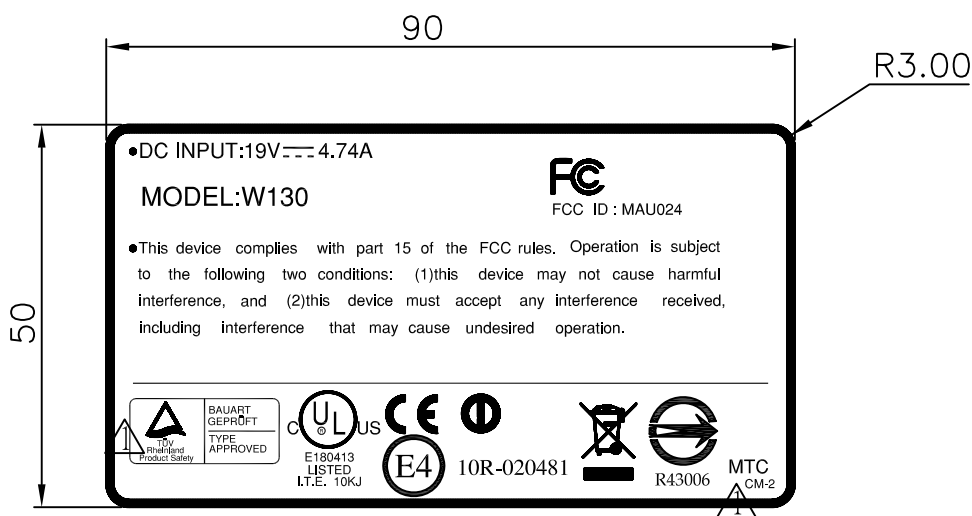 90
R3.00
50
•DC INPUT:19V⎓4.74A
MODEL:W130
FC
FCC ID : MAU024
•This device complies with part 15 of the FCC rules. Operation is subject
to the following two conditions: (1)this device may not cause harmful
interference, and (2)this device must accept any interference received,
including interference that may cause undesired operation.
1
TÜV
Rheinland
Product Safety
BAUART
GEPRÜFT
TYPE
APPROVED
C UL US
®
E180413
LISTED
I.T.E. 10KJ
CE
E4
10R-020481
R43006
MTC
CM-2
1